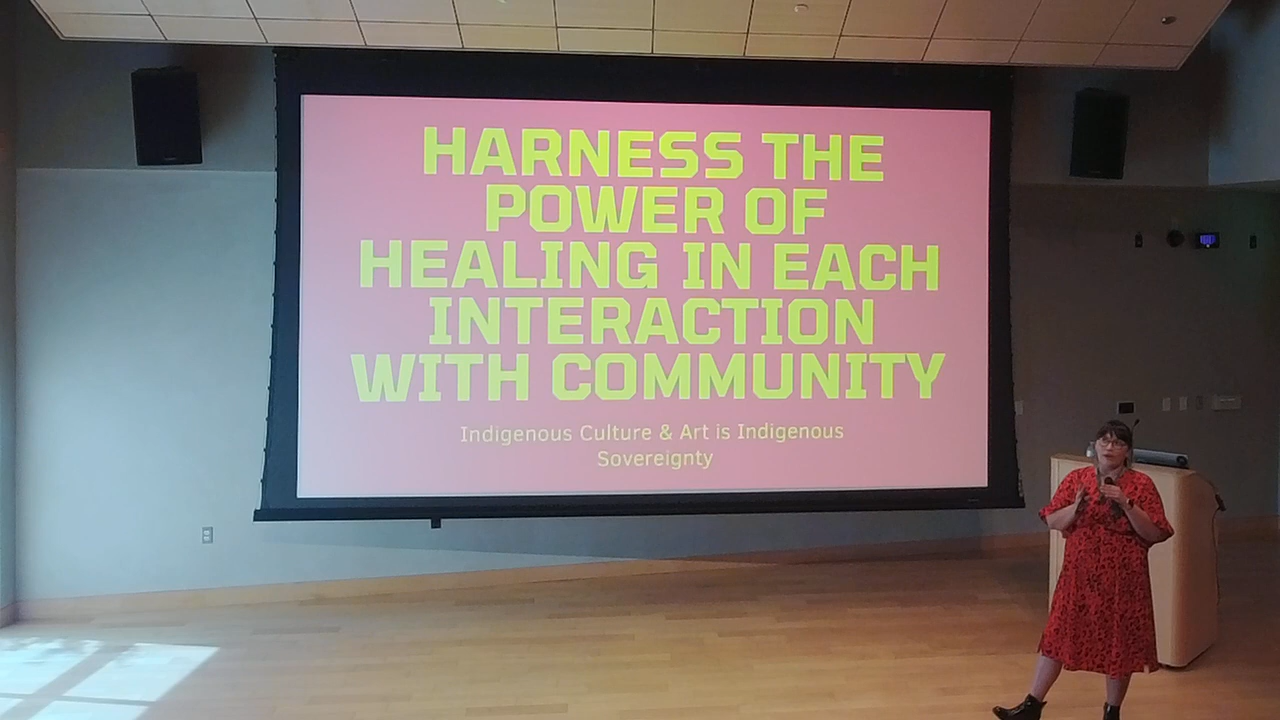 HARNESS THE
POWER OF
HEALING IN EACH
INTERACTION
WITH COMMUNITY
Indigenous Culture & Art is Indigenous
Sovereignty